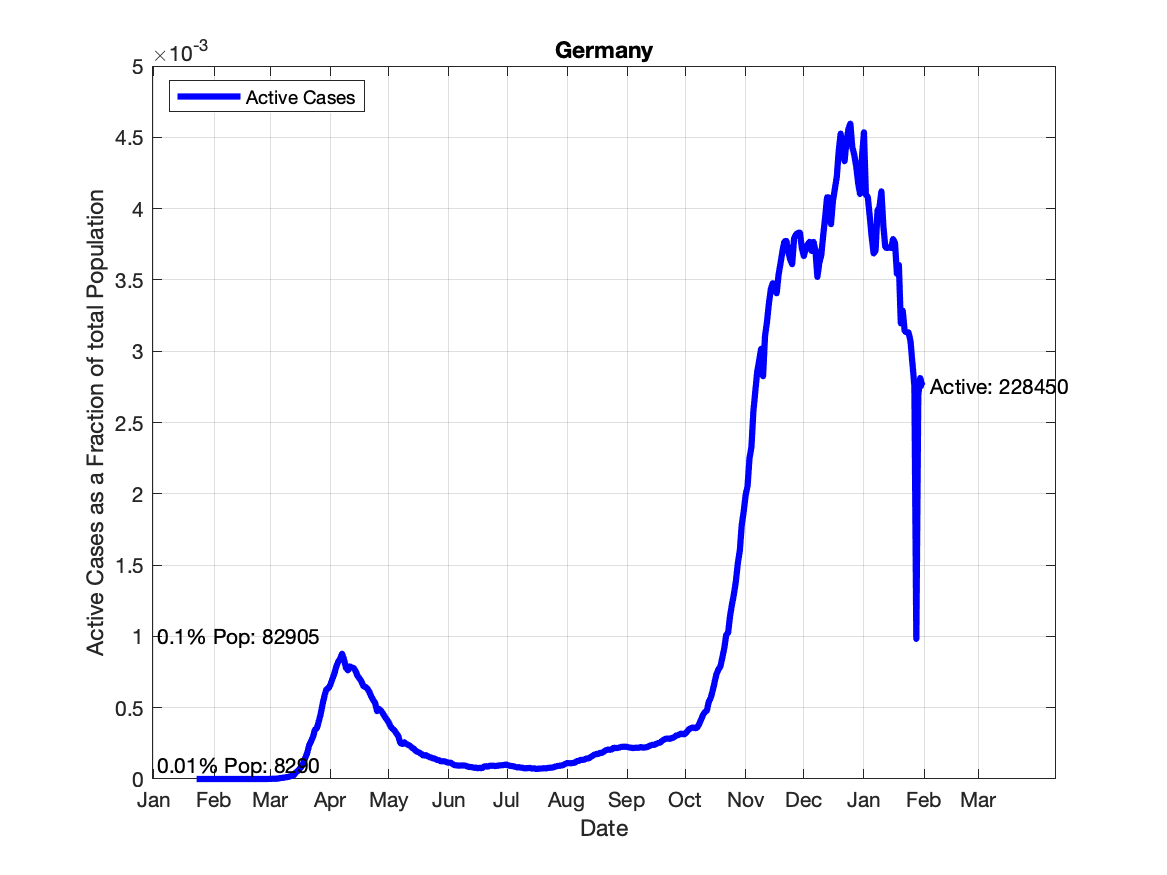 Germany
×10-3
Active Cases
5
4.5
4
3.5
3
2.5
2
1.5
1
0.5
0
Active Cases as a Fraction of total Population
Active: 228450
0.1% Pop: 82905
0.01% Pop: 8290
Jan Feb Mar Apr May Jun Jul Aug Sep Oct Nov Dec Jan Feb Mar
Date